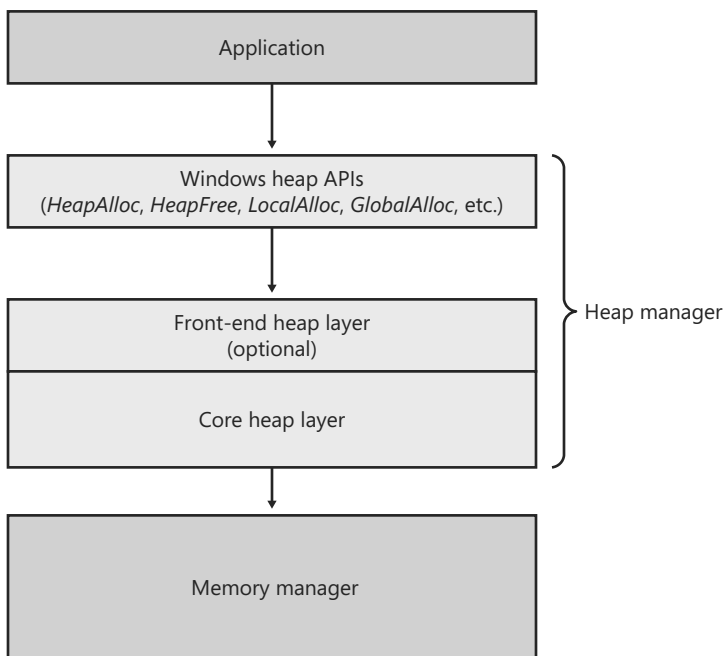 Application
Windows heap APIs
(HeapAlloc, HeapFree, LocalAlloc, GlobalAlloc, etc.)
Heap manager
Front-end heap layer
(optional)
Core heap layer
Memory manager